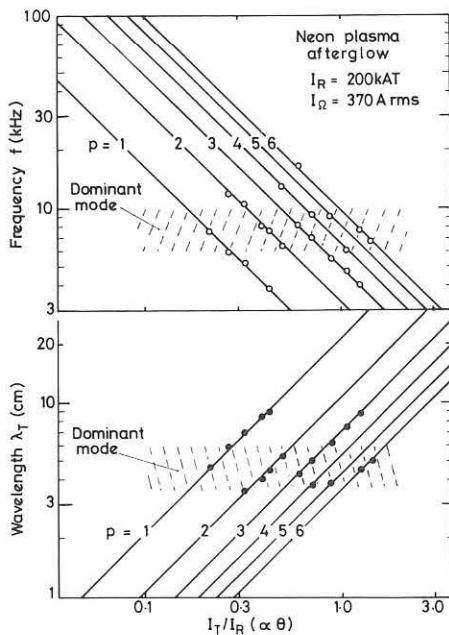 100
Neon plasma
afterglow
I_R = 200kAT
I_Ω = 370A rms
30
Frequency f (kHz)
p = 1 2 3 4 5 6
Dominant
mode
10
3
20
10
Wavelength λ_T (cm)
Dominant
mode
3
p = 1 2 3 4 5 6
1
0·1 0·3 1·0 3·0
I_T/I_R (∝ θ)